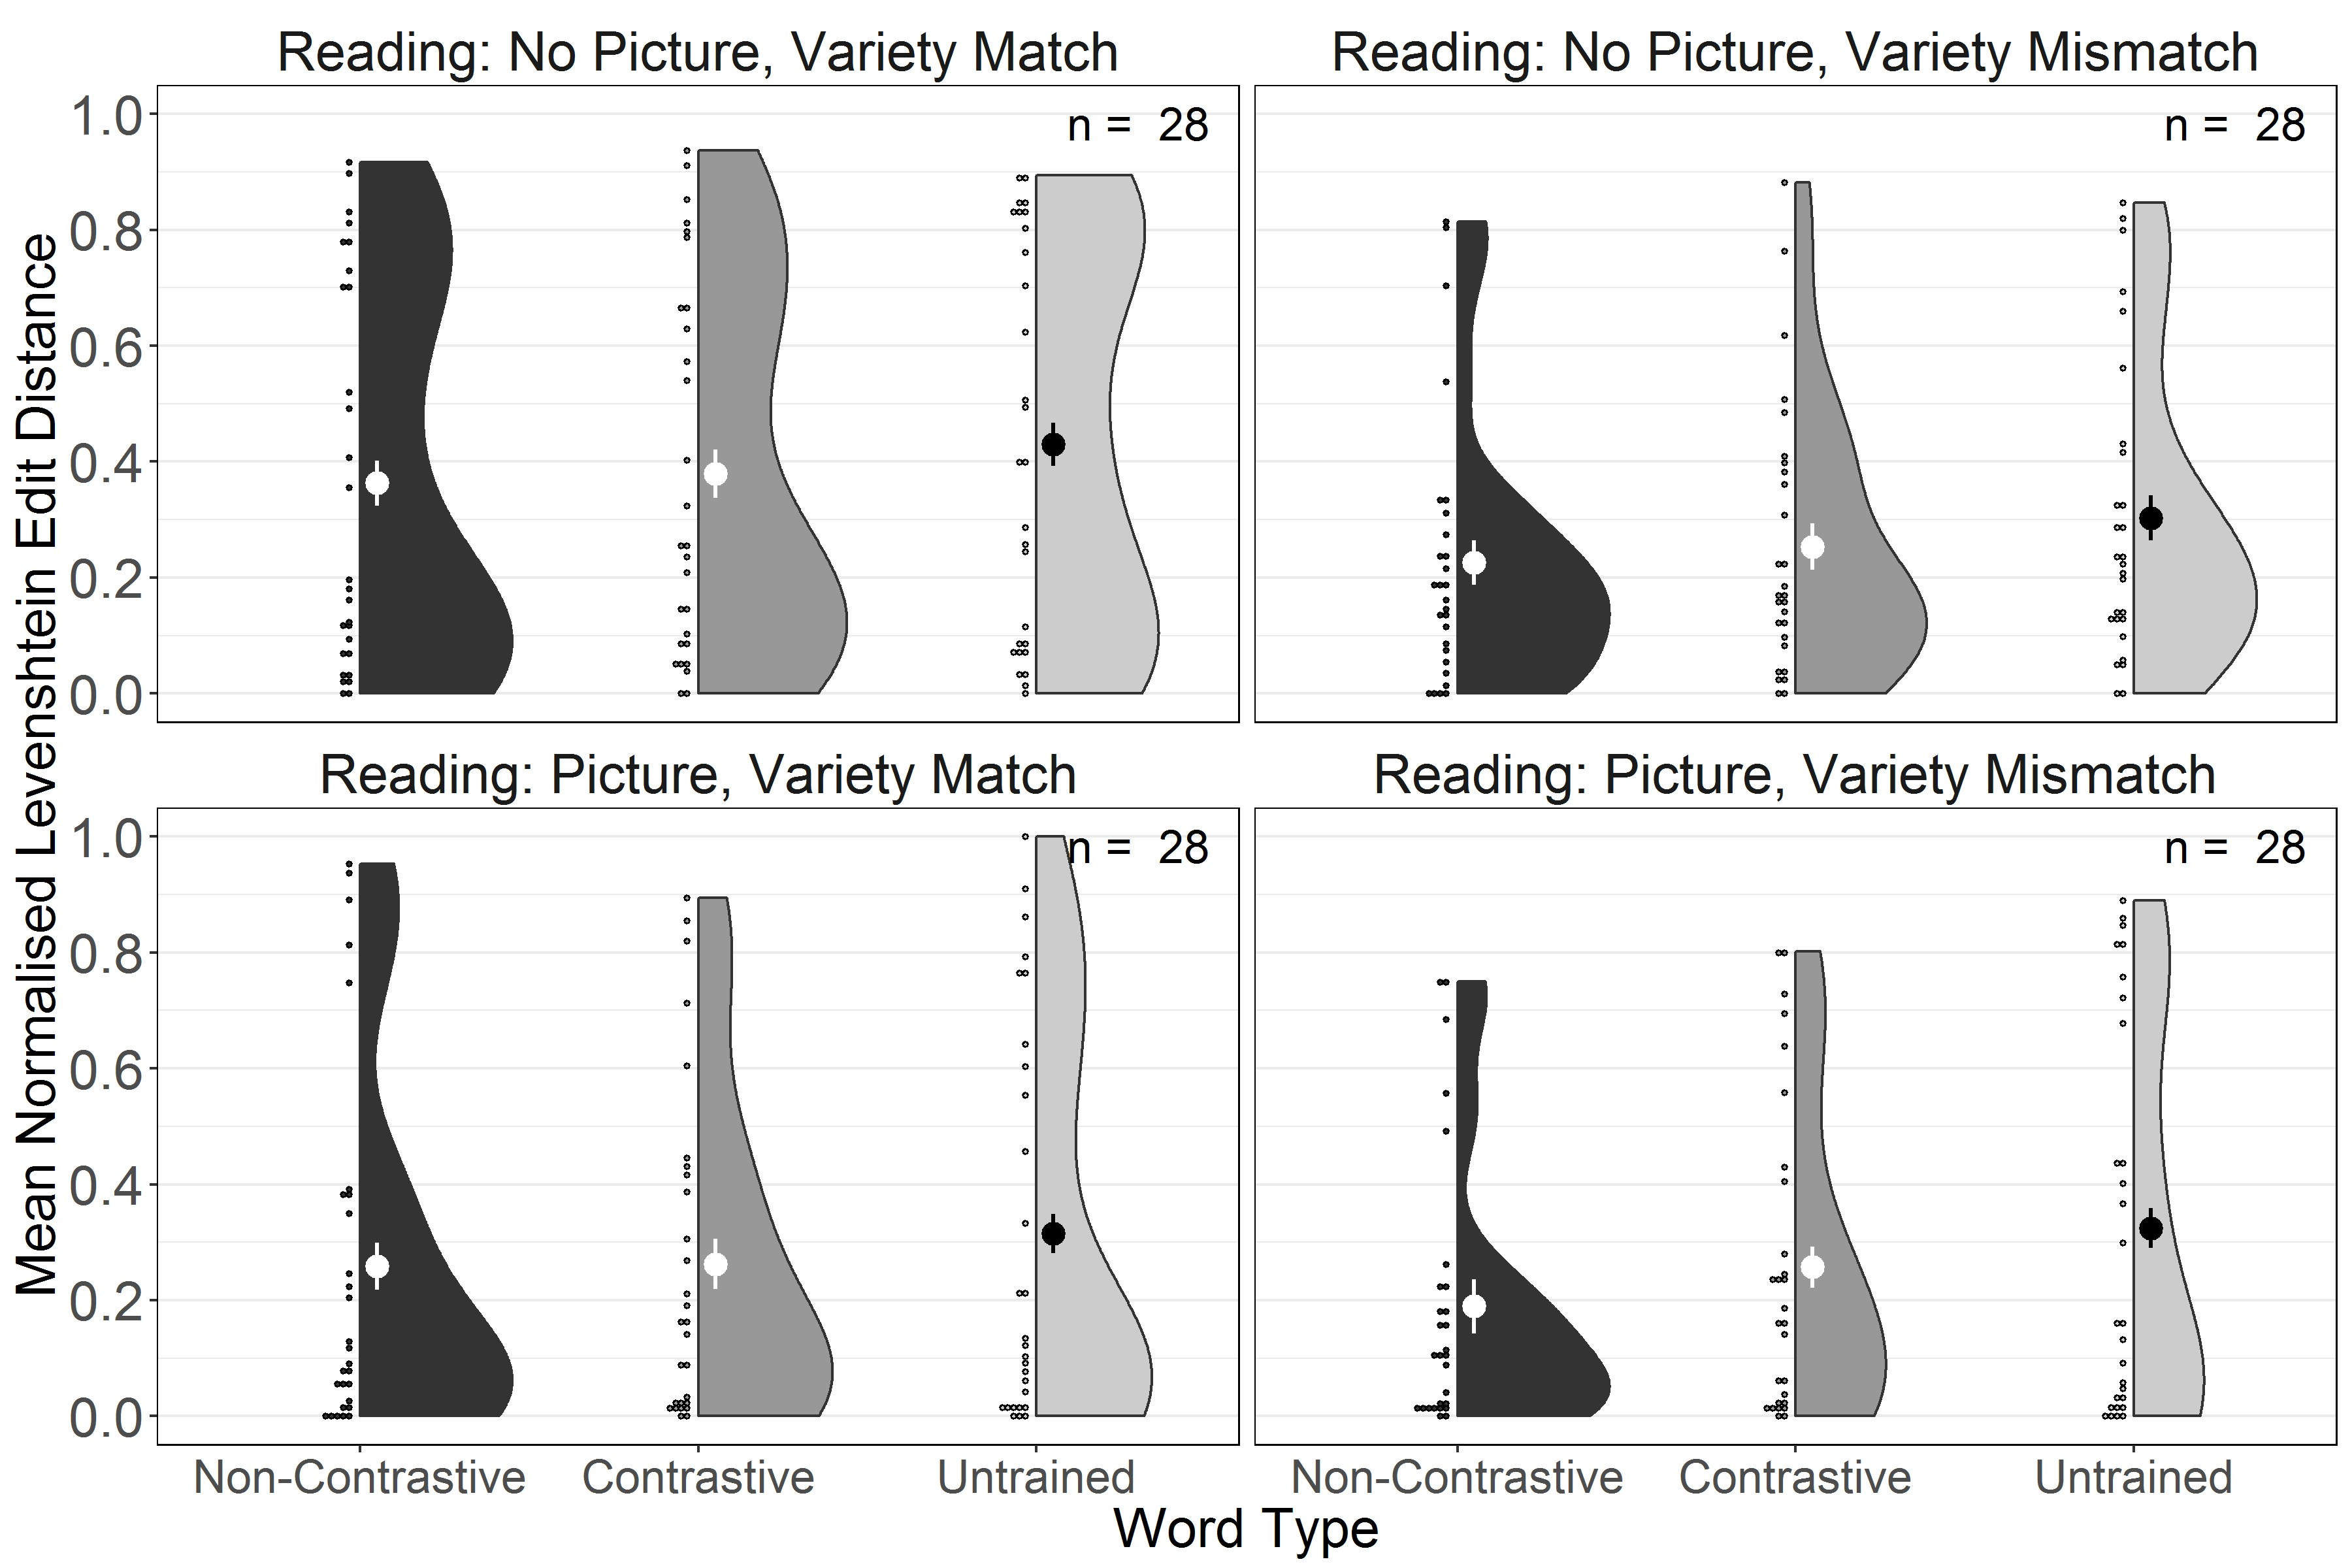 Reading: No Picture, Variety Match
Reading: No Picture, Variety Mismatch
n = 28
n = 28
1.0
0.8
0.6
0.4
0.2
0.0
Reading: Picture, Variety Match
Reading: Picture, Variety Mismatch
n = 28
n = 28
1.0
0.8
0.6
0.4
0.2
0.0
Mean Normalised Levenshtein Edit Distance
Non-Contrastive
Contrastive
Untrained
Non-Contrastive
Contrastive
Untrained
Word Type